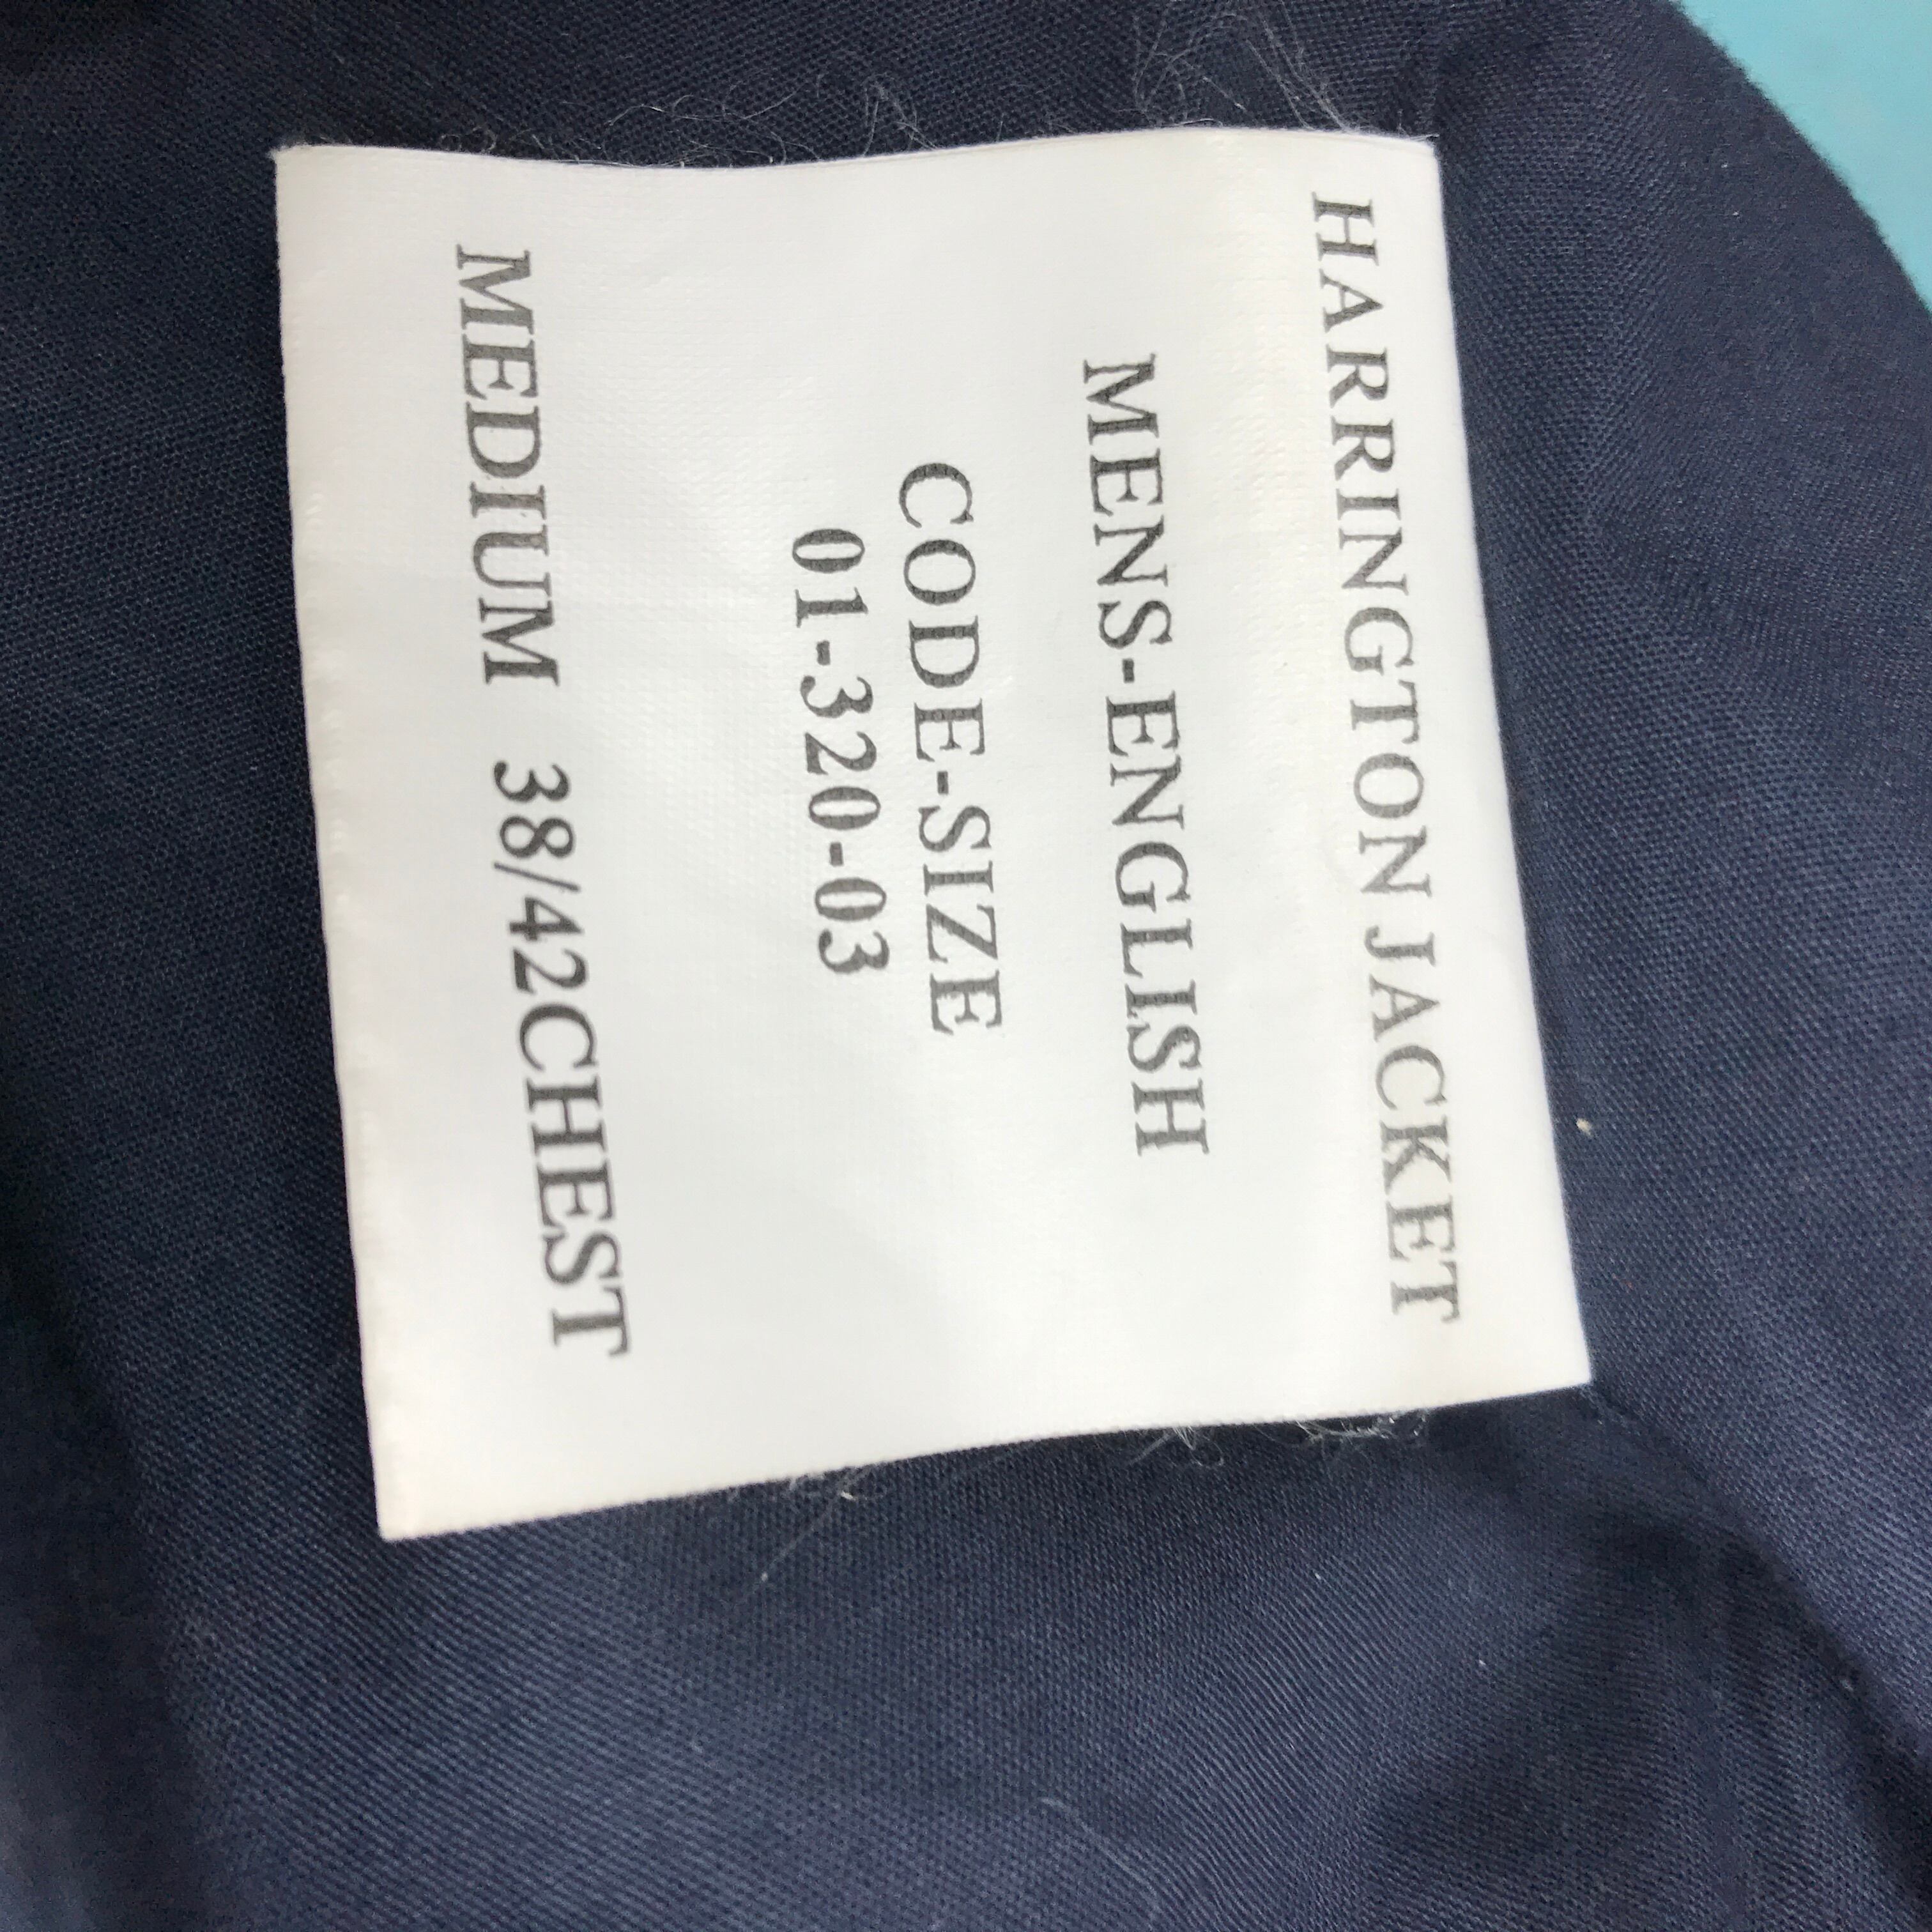 HARRINGTON JACKET
MENS-ENGLISH
CODE-SIZE
01-320-03
MEDIUM 38/42CHEST